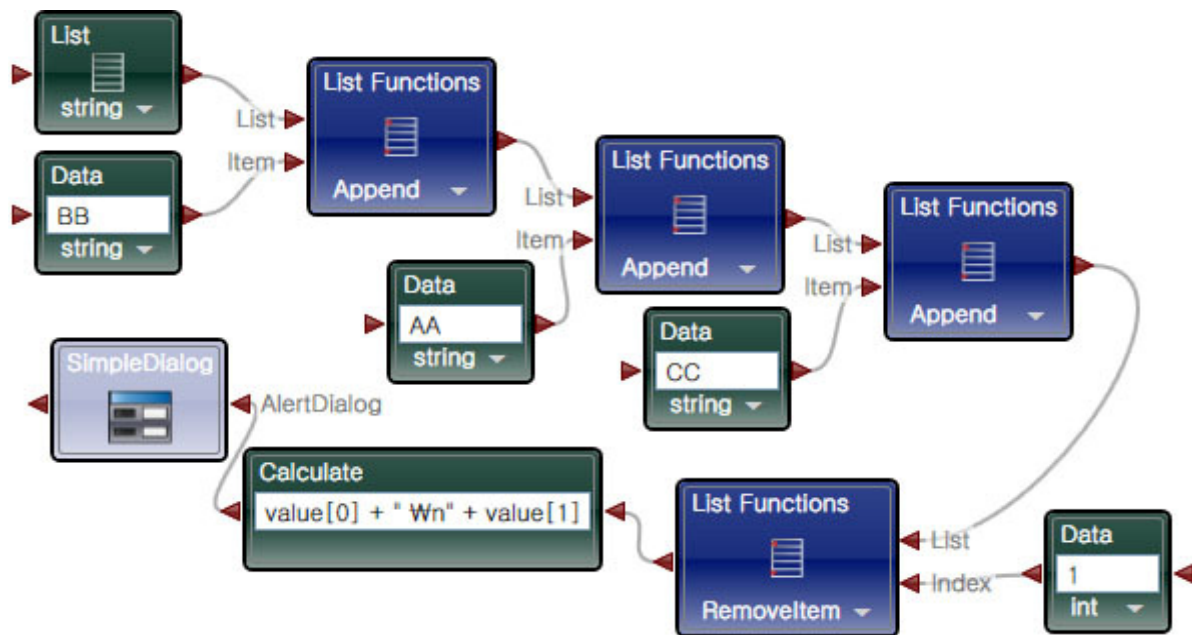 List
string
Data
BB
string
List
Item
List Functions
Append
List
Item
List Functions
Append
Data
AA
string
List
Item
List Functions
Append
Data
CC
string
SimpleDialog
AlertDialog
Calculate
value[0] + " ₩n" + value[1]
List Functions
RemoveItem
List
Index
Data
1
int